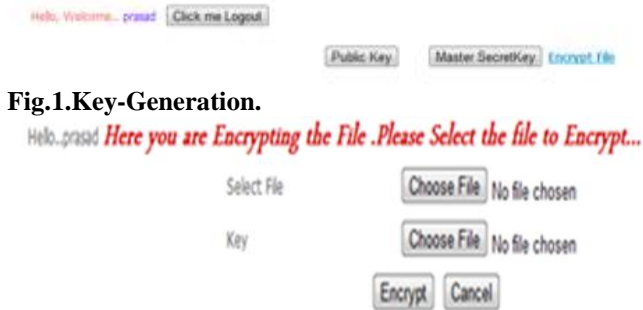 Hello, Welcome... prasad Click me Logout
Public Key Master SecretKey Encrypt File
Fig.1.Key-Generation.
Hello..prasad Here you are Encrypting the File .Please Select the file to Encrypt...
Select File Choose File No file chosen
Key Choose File No file chosen
Encrypt Cancel